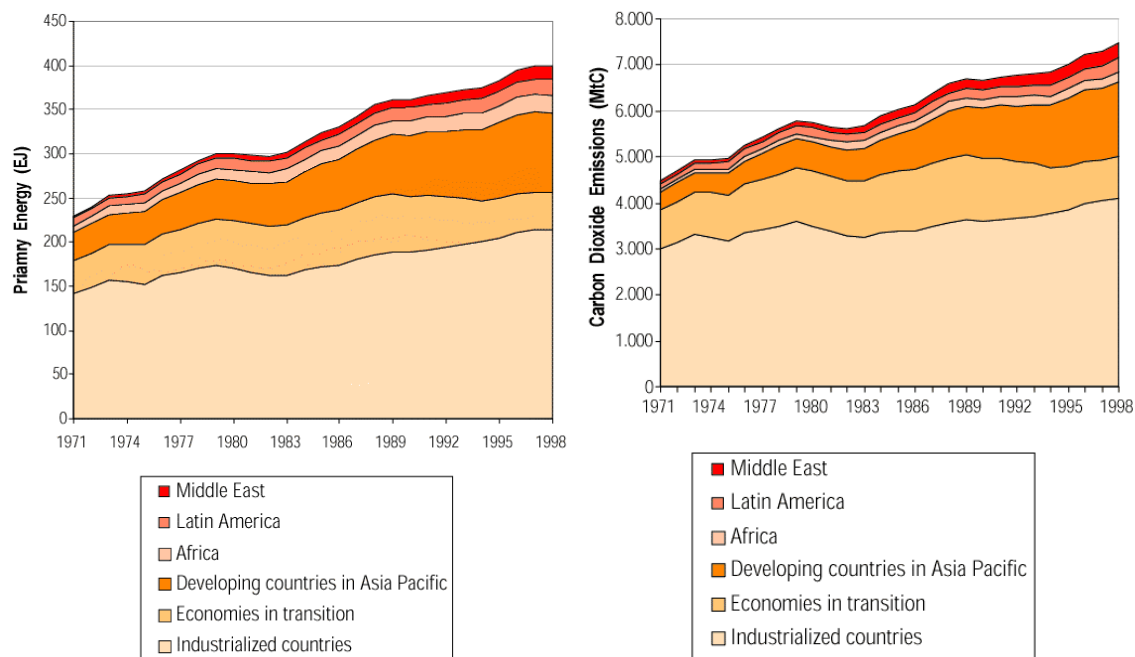 450
400
350
300
250
200
150
100
50
0
Priamny Energy (EJ)
1971 1974 1977 1980 1983 1986 1989 1992 1995 1998
Middle East
Latin America
Africa
Developing countries in Asia Pacific
Economies in transition
Industrialized countries
8.000
7.000
6.000
5.000
4.000
3.000
2.000
1.000
0
Carbon Dioxide Emissions (MtC)
1971 1974 1977 1980 1983 1986 1989 1992 1995 1998
Middle East
Latin America
Africa
Developing countries in Asia Pacific
Economies in transition
Industrialized countries